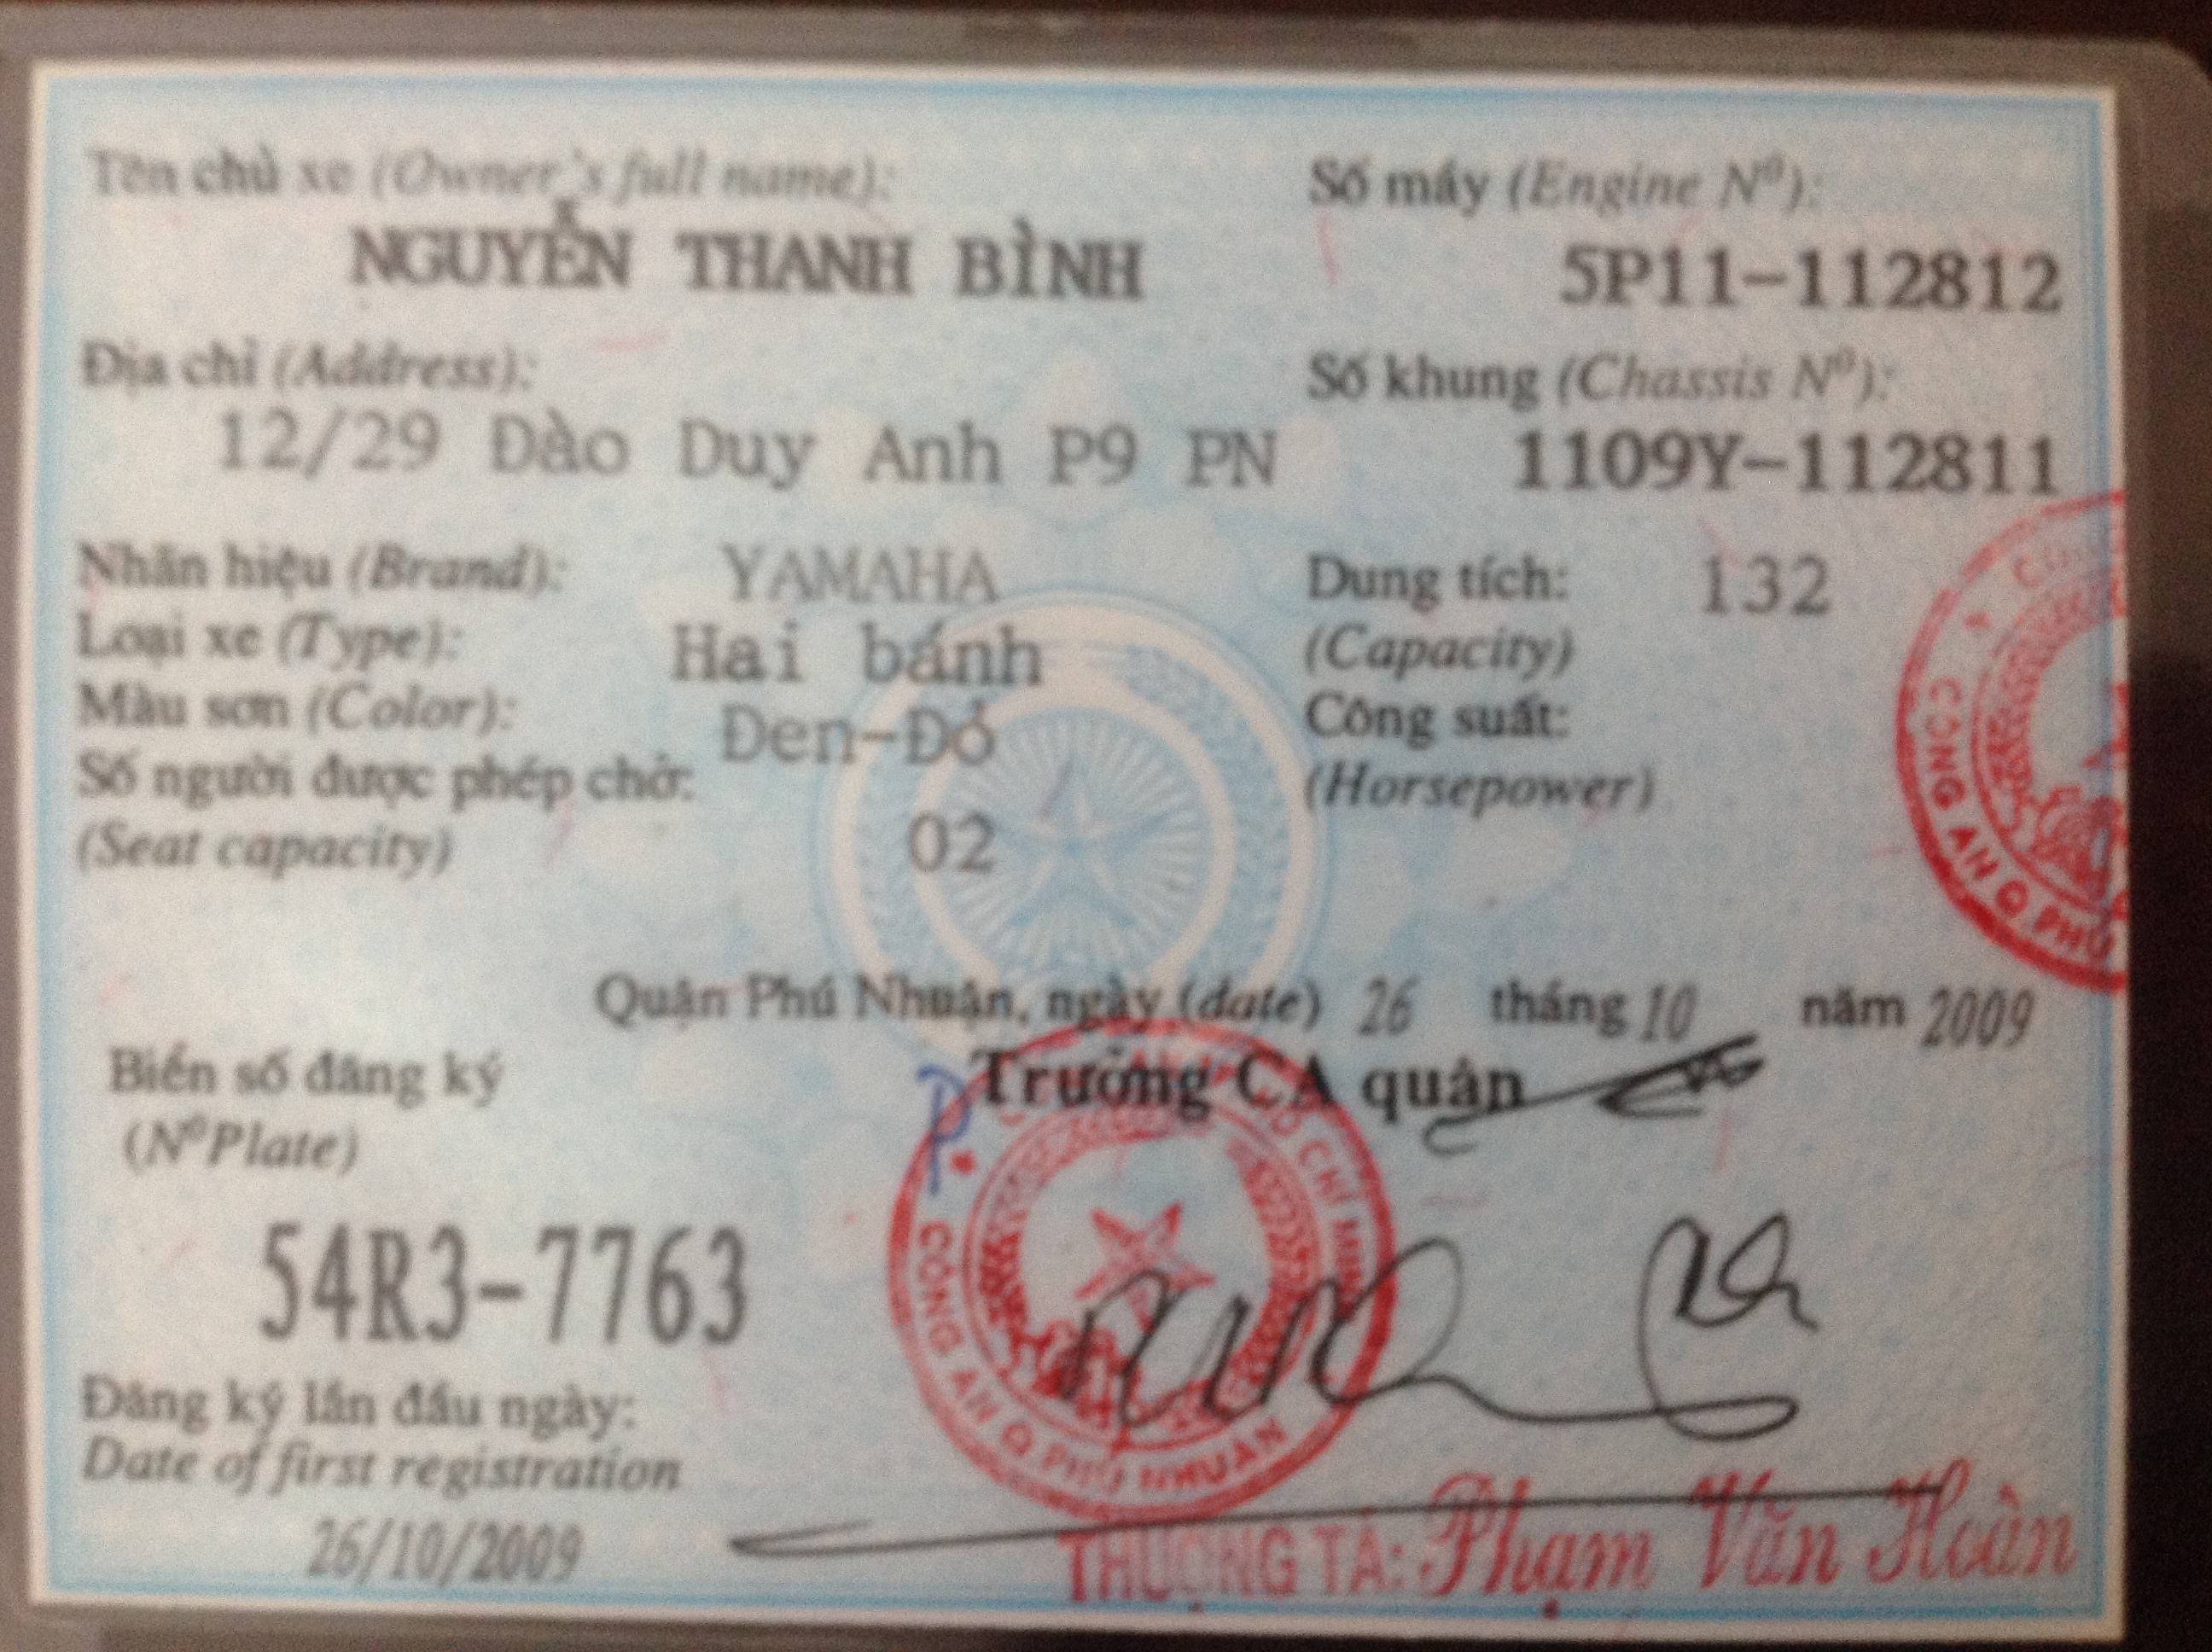 Tên chủ xe (Owner's full name):
NGUYỄN THANH BÌNH
Địa chỉ (Address):
12/29 Đào Duy Anh P9 PN
Số máy (Engine Nº):
5P11-112812
Số khung (Chassis Nº):
1109Y-112811
Nhãn hiệu (Brand): YAMAHA
Loại xe (Type): Hai bánh
Màu sơn (Color): Đen-Đỏ
Số người được phép chở:
(Seat capacity) 02
Dung tích: 132
(Capacity)
Công suất:
(Horsepower)
CÔNG AN Q PHÚ
Quận Phú Nhuận, ngày (date) 26 tháng 10 năm 2009
Trưởng CA quận
Biển số đăng ký
(Nº Plate)
54R3-7763
Đăng ký lần đầu ngày:
Date of first registration
26/10/2009
CHÍ MINH
CÔNG AN Q PHÚ NHUẬN
THƯỢNG TÁ: Phạm Văn Hoàn